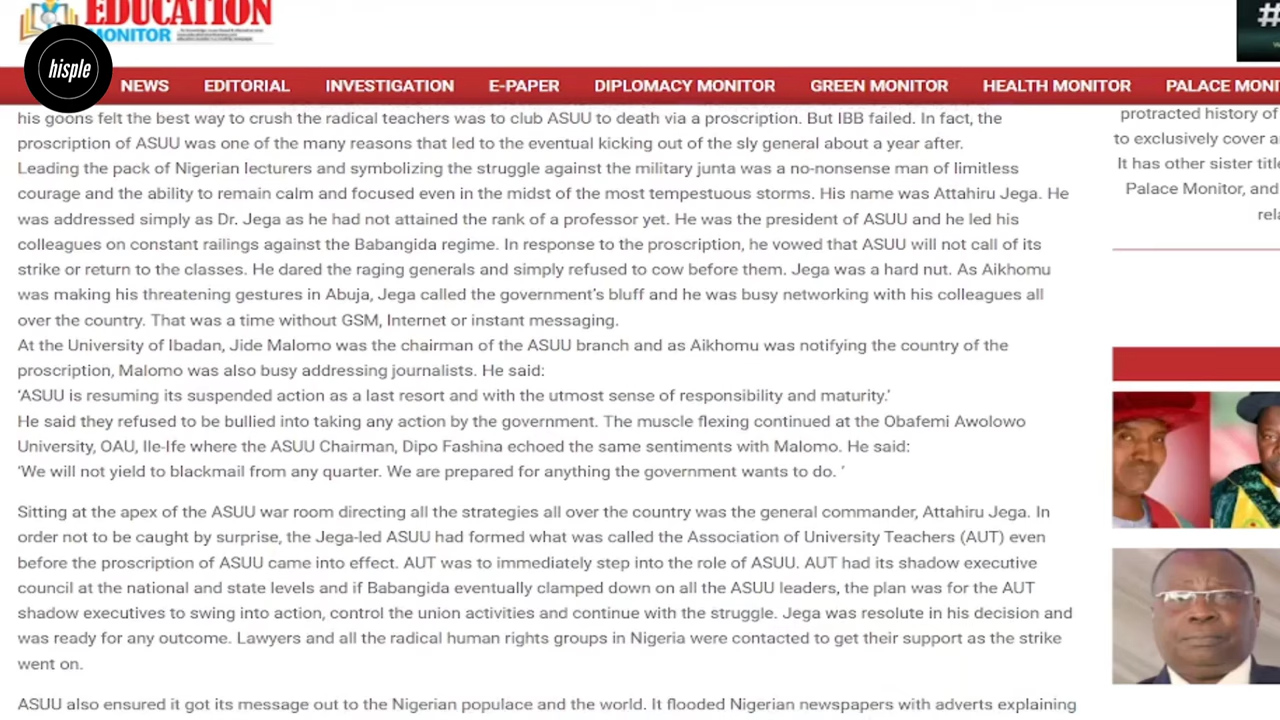 EDUCATION
MONITOR
#
hisple
NEWS EDITORIAL INVESTIGATION E-PAPER DIPLOMACY MONITOR GREEN MONITOR HEALTH MONITOR PALACE MONI
his goons felt the best way to crush the radical teachers was to club ASUU to death via a proscription. But IBB failed. In fact, the
proscription of ASUU was one of the many reasons that led to the eventual kicking out of the sly general about a year after.
Leading the pack of Nigerian lecturers and symbolizing the struggle against the military junta was a no-nonsense man of limitless
courage and the ability to remain calm and focused even in the midst of the most tempestuous storms. His name was Attahiru Jega. He
was addressed simply as Dr. Jega as he had not attained the rank of a professor yet. He was the president of ASUU and he led his
colleagues on constant railings against the Babangida regime. In response to the proscription, he vowed that ASUU will not call of its
strike or return to the classes. He dared the raging generals and simply refused to cow before them. Jega was a hard nut. As Aikhomu
was making his threatening gestures in Abuja, Jega called the government's bluff and he was busy networking with his colleagues all
over the country. That was a time without GSM, Internet or instant messaging.
At the University of Ibadan, Jide Malomo was the chairman of the ASUU branch and as Aikhomu was notifying the country of the
proscription, Malomo was also busy addressing journalists. He said:
'ASUU is resuming its suspended action as a last resort and with the utmost sense of responsibility and maturity.'
He said they refused to be bullied into taking any action by the government. The muscle flexing continued at the Obafemi Awolowo
University, OAU, Ile-Ife where the ASUU Chairman, Dipo Fashina echoed the same sentiments with Malomo. He said:
'We will not yield to blackmail from any quarter. We are prepared for anything the government wants to do. '
Sitting at the apex of the ASUU war room directing all the strategies all over the country was the general commander, Attahiru Jega. In
order not to be caught by surprise, the Jega-led ASUU had formed what was called the Association of University Teachers (AUT) even
before the proscription of ASUU came into effect. AUT was to immediately step into the role of ASUU. AUT had its shadow executive
council at the national and state levels and if Babangida eventually clamped down on all the ASUU leaders, the plan was for the AUT
shadow executives to swing into action, control the union activities and continue with the struggle. Jega was resolute in his decision and
was ready for any outcome. Lawyers and all the radical human rights groups in Nigeria were contacted to get their support as the strike
went on.
ASUU also ensured it got its message out to the Nigerian populace and the world. It flooded Nigerian newspapers with adverts explaining
protracted history of
to exclusively cover a
It has other sister title
Palace Monitor, and
rela